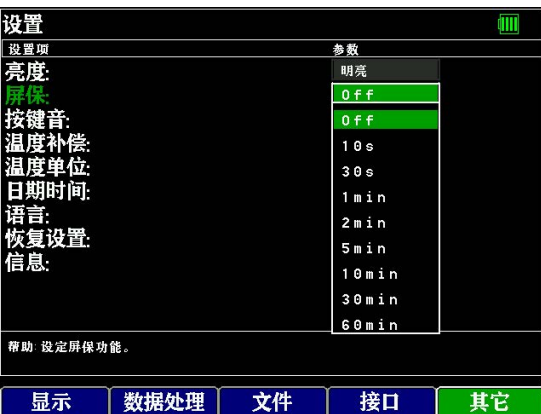 设置
设置项 参数
亮度: 明亮
屏保: Off
按键音: Off
温度补偿: 10s
温度单位: 30s
日期时间: 1min
语言: 2min
恢复设置: 5min
信息: 10min
30min
60min
帮助: 设定屏保功能。
显示 数据处理 文件 接口 其它